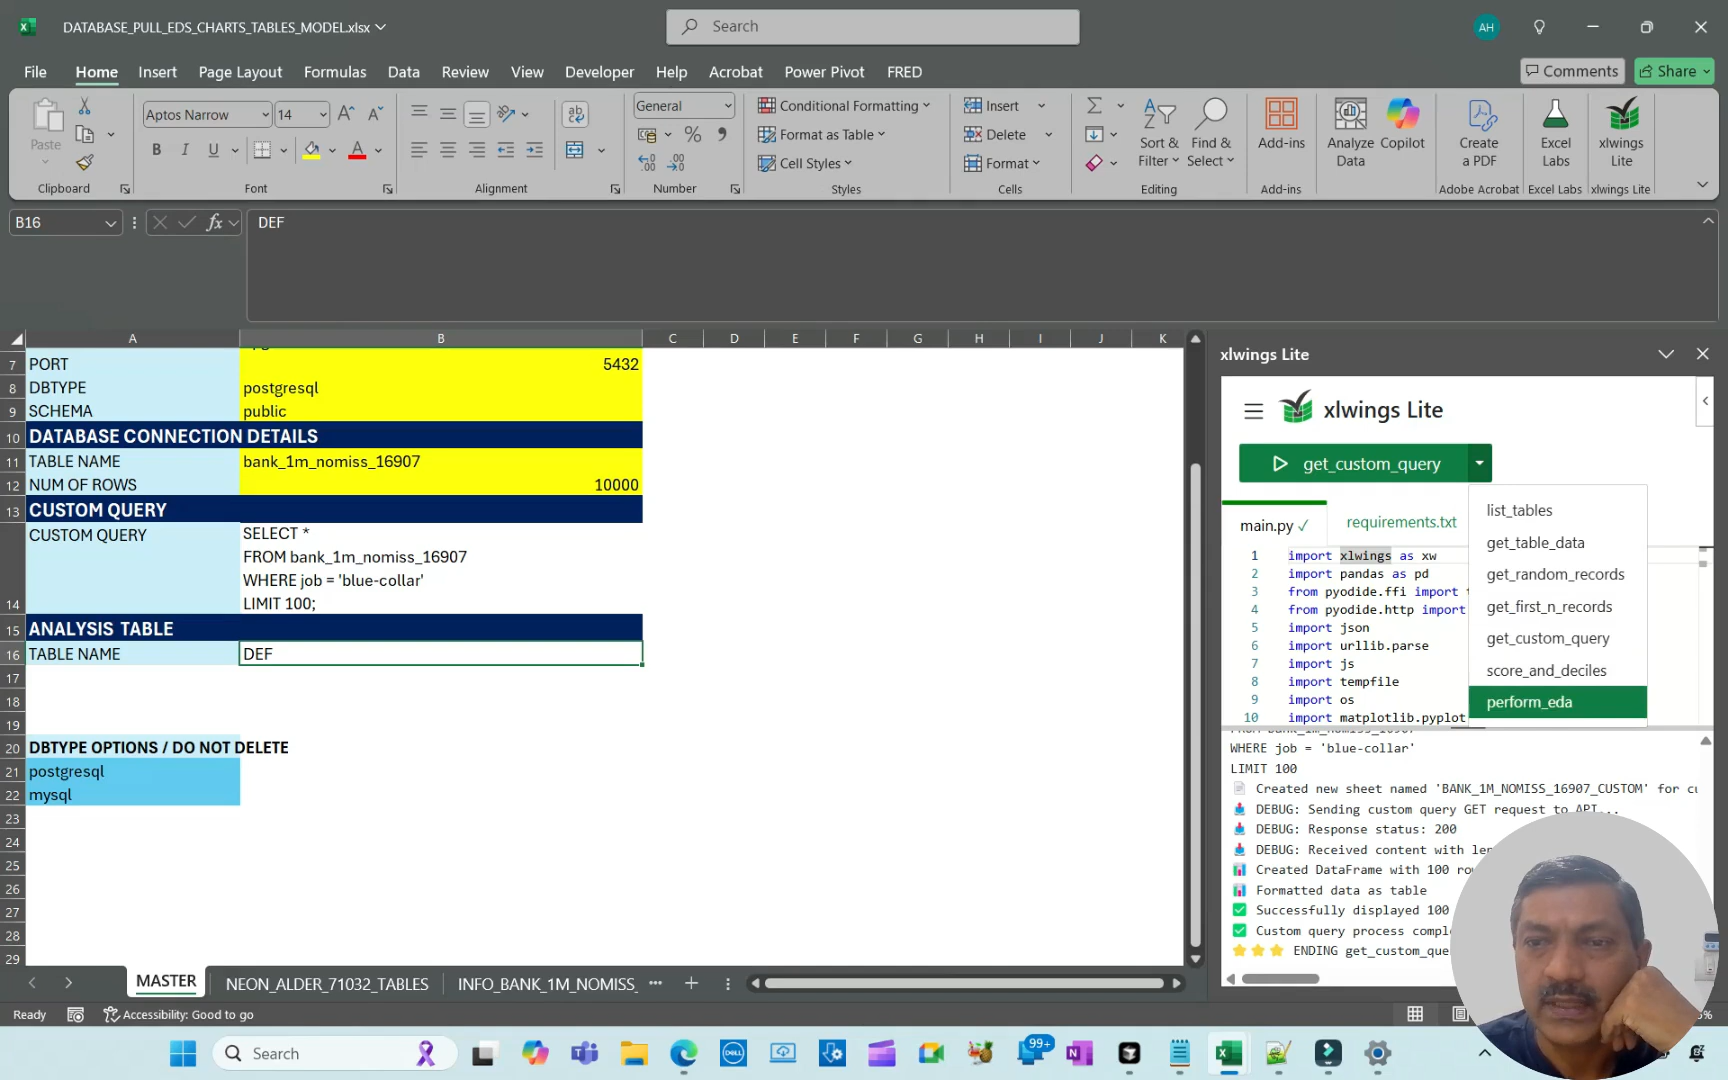 DATABASE_PULL_EDS_CHARTS_TABLES_MODEL.xlsx
Search
AH
File Home Insert Page Layout Formulas Data Review View Developer Help Acrobat Power Pivot FRED
Comments
Share
Paste
Clipboard
Aptos Narrow
14
B I U
Font
Alignment
General
Number
Conditional Formatting
Format as Table
Cell Styles
Styles
Insert
Delete
Format
Cells
Sort & Filter
Find & Select
Editing
Add-ins
Add-ins
Analyze Data
Copilot
Create a PDF
Adobe Acrobat
Excel Labs
Excel Labs
xlwings Lite
xlwings Lite
B16
fx
DEF
A B C D E F G H I J K
7 PORT 5432
8 DBTYPE postgresql
9 SCHEMA public
10 DATABASE CONNECTION DETAILS
11 TABLE NAME bank_1m_nomiss_16907
12 NUM OF ROWS 10000
13 CUSTOM QUERY
CUSTOM QUERY SELECT *
FROM bank_1m_nomiss_16907
WHERE job = 'blue-collar'
14 LIMIT 100;
15 ANALYSIS TABLE
16 TABLE NAME DEF
17
18
19
20 DBTYPE OPTIONS / DO NOT DELETE
21 postgresql
22 mysql
23
24
25
26
27
28
29
xlwings Lite
xlwings Lite
get_custom_query
main.py ✓
requirements.txt
list_tables
get_table_data
get_random_records
get_first_n_records
get_custom_query
score_and_deciles
perform_eda
1 import xlwings as xw
2 import pandas as pd
3 from pyodide.ffi import
4 from pyodide.http import
5 import json
6 import urllib.parse
7 import js
8 import tempfile
9 import os
10 import matplotlib.pyplot
WHERE job = 'blue-collar'
LIMIT 100
Created new sheet named 'BANK_1M_NOMISS_16907_CUSTOM' for
DEBUG: Sending custom query GET request to API...
DEBUG: Response status: 200
DEBUG: Received content with
Created DataFrame with 100
Formatted data as table
Successfully displayed 100
Custom query process
ENDING
MASTER
NEON_ALDER_71032_TABLES
INFO_BANK_1M_NOMISS_
Ready
Accessibility: Good to go
Search
DELL
99+